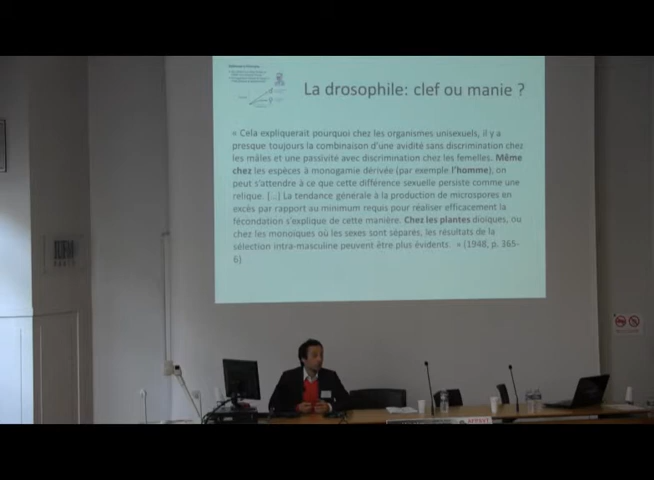 La drosophile: clef ou manie ?
« Cela expliquerait pourquoi chez les organismes unisexuels, il y a
presque toujours la combinaison d'une avidité sans discrimination chez
les mâles et une passivité avec discrimination chez les femelles. Même
chez les espèces à monogamie dérivée (par exemple l'homme), on
peut s'attendre à ce que cette différence sexuelle persiste comme une
relique. [...] La tendance générale à la production de microspores en
excés par rapport au minimum requis pour réaliser efficacement la
fécondation s'explique de cette manière. Chez les plantes dioïques, ou
chez les monoïques où les sexes sont séparés, les résultats de la
sélection intra-masculine peuvent être plus évidents. » (1948, p. 365-
6)